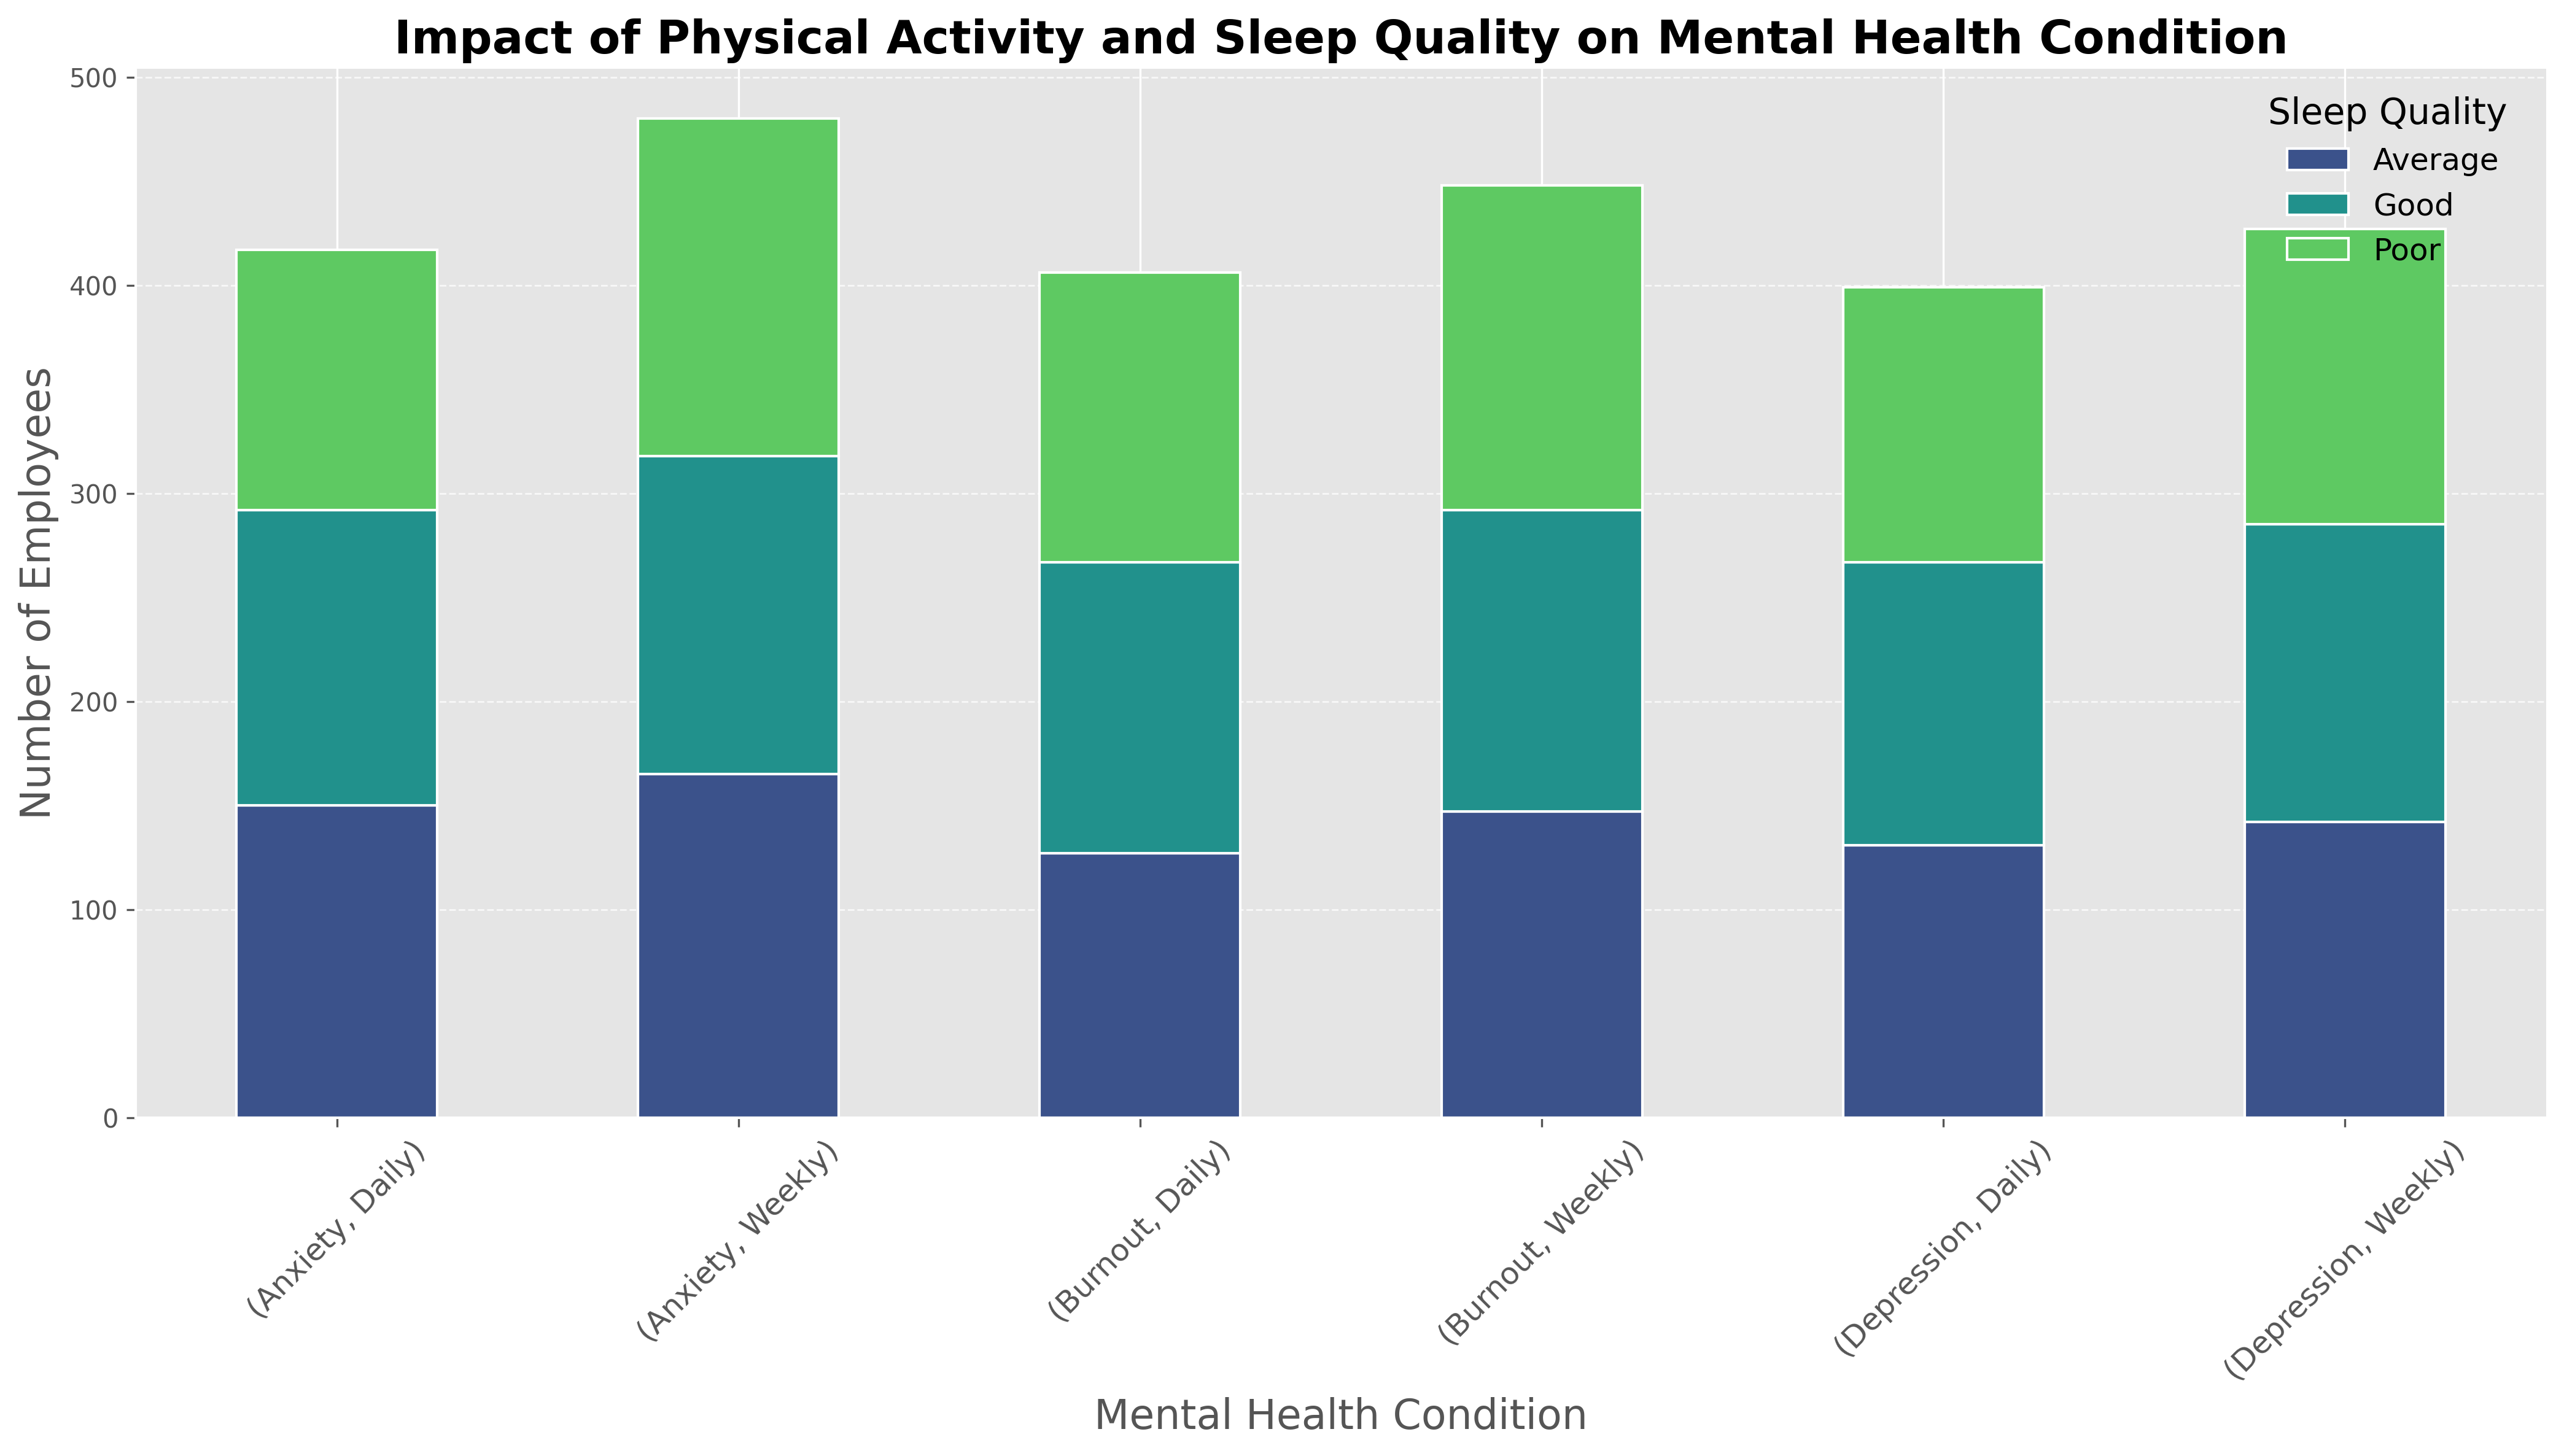 Impact of Physical Activity and Sleep Quality on Mental Health Condition
Number of Employees
500
400
300
200
100
0
Sleep Quality
Average
Good
Poor
(Anxiety, Daily)
(Anxiety, Weekly)
(Burnout, Daily)
(Burnout, Weekly)
(Depression, Daily)
(Depression, Weekly)
Mental Health Condition